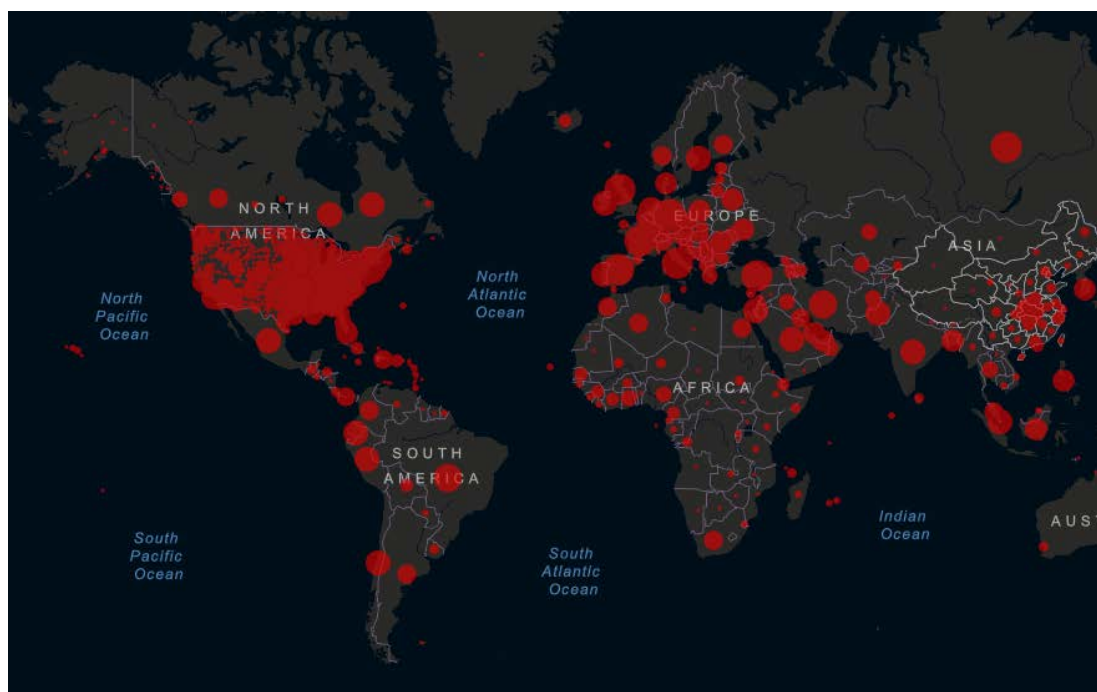 NORTH
AMERICA
EUROPE
ASIA
North
Pacific
Ocean
North
Atlantic
Ocean
AFRICA
SOUTH
AMERICA
South
Pacific
Ocean
South
Atlantic
Ocean
Indian
Ocean
AUST